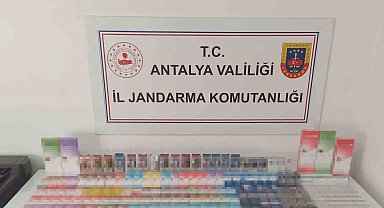 T.C.
ANTALYA VALİLİĞİ
İL JANDARMA KOMUTANLIĞI